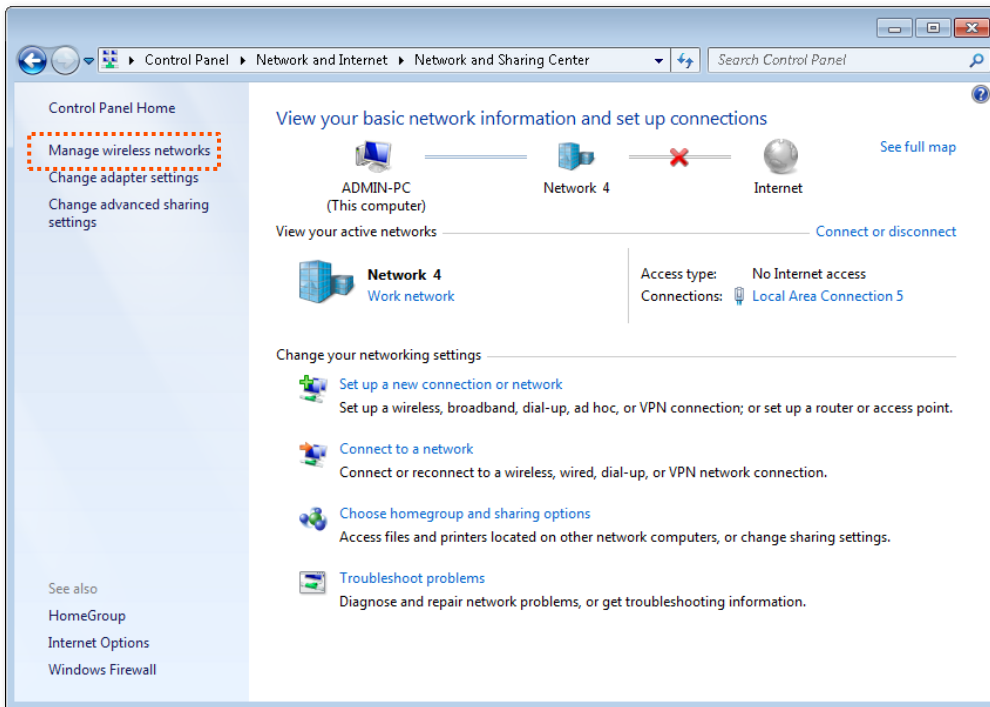 Control Panel ▸ Network and Internet ▸ Network and Sharing Center
Search Control Panel
Control Panel Home
Manage wireless networks
Change adapter settings
Change advanced sharing
settings
See also
HomeGroup
Internet Options
Windows Firewall
View your basic network information and set up connections
See full map
ADMIN-PC
(This computer)
Network 4
Internet
View your active networks
Connect or disconnect
Network 4
Work network
Access type: No Internet access
Connections: Local Area Connection 5
Change your networking settings
Set up a new connection or network
Set up a wireless, broadband, dial-up, ad hoc, or VPN connection; or set up a router or access point.
Connect to a network
Connect or reconnect to a wireless, wired, dial-up, or VPN network connection.
Choose homegroup and sharing options
Access files and printers located on other network computers, or change sharing settings.
Troubleshoot problems
Diagnose and repair network problems, or get troubleshooting information.